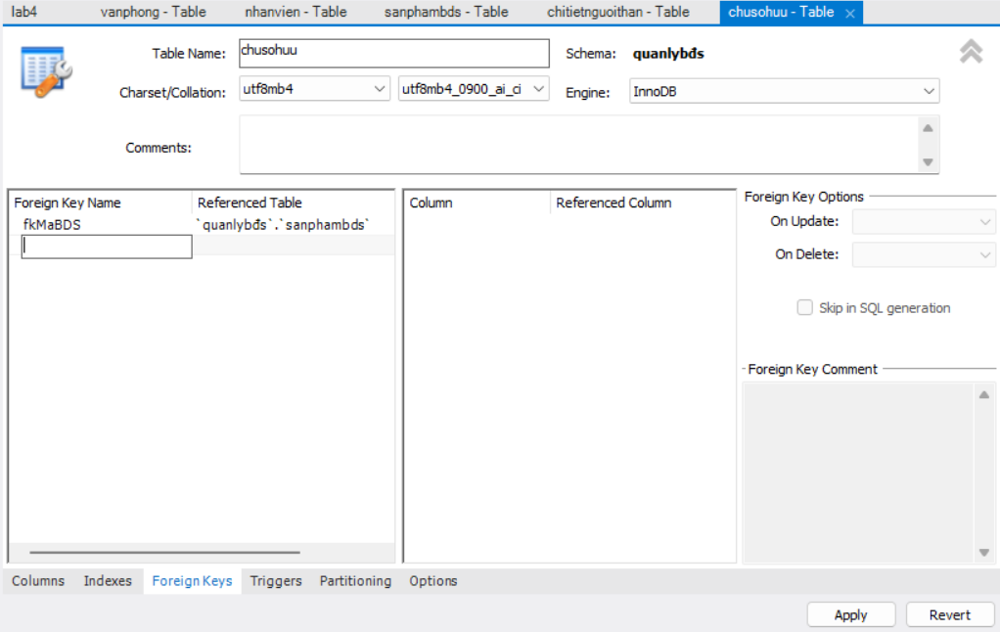 lab4 vanphong - Table nhanvien - Table sanphambds - Table chitietnguoithan - Table chusohuu - Table
Table Name: chusohuu Schema: quanlybđs
Charset/Collation: utf8mb4 utf8mb4_0900_ai_ci Engine: InnoDB
Comments:
Foreign Key Name Referenced Table Column Referenced Column Foreign Key Options
fkMaBDS `quanlybđs`.`sanphambds` On Update:
On Delete:
Skip in SQL generation
Foreign Key Comment
Columns Indexes Foreign Keys Triggers Partitioning Options
Apply Revert